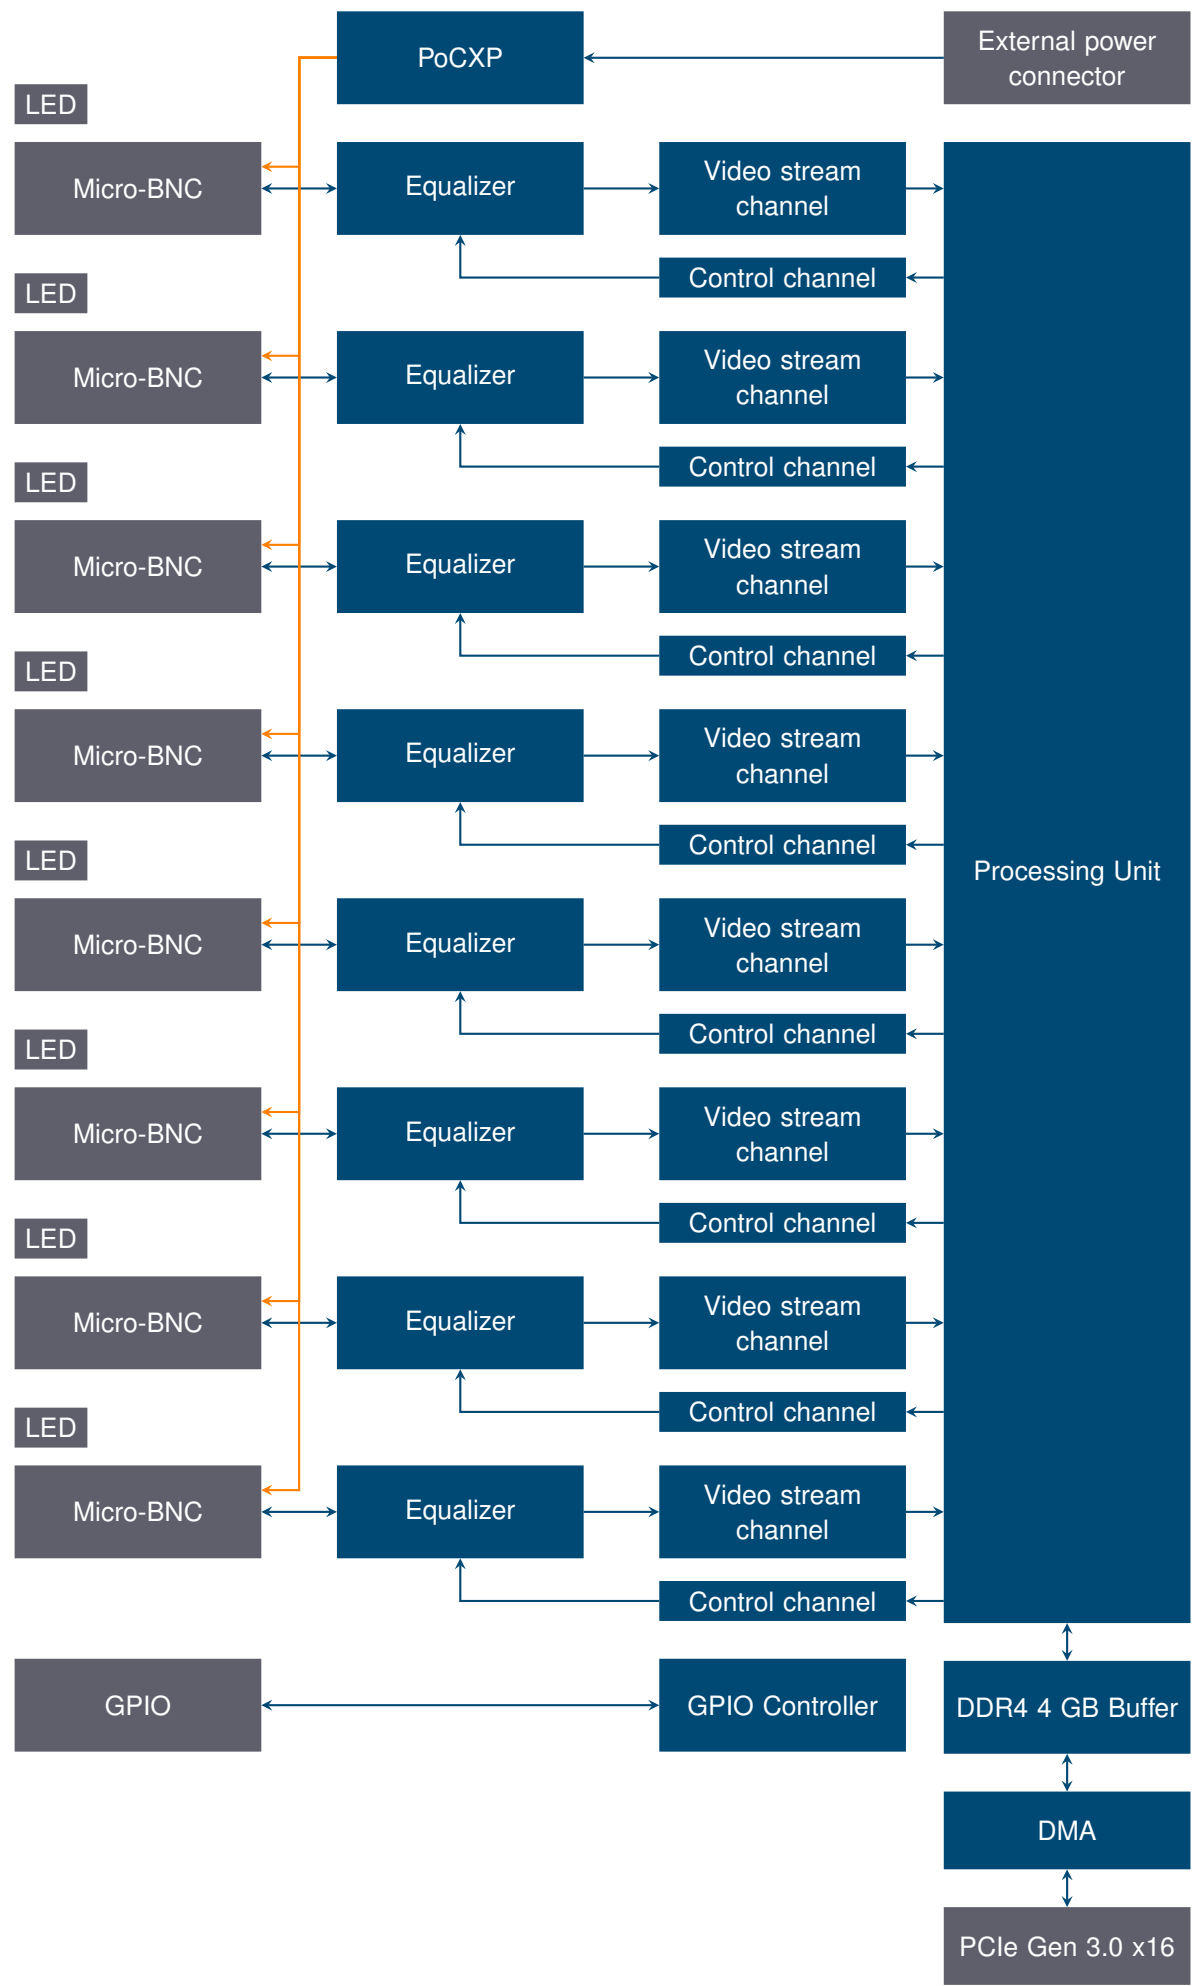 PoCXP
External power
connector
LED
Micro-BNC
Equalizer
Video stream
channel
Control channel
LED
Micro-BNC
Equalizer
Video stream
channel
Control channel
LED
Micro-BNC
Equalizer
Video stream
channel
Control channel
LED
Micro-BNC
Equalizer
Video stream
channel
Control channel
Processing Unit
LED
Micro-BNC
Equalizer
Video stream
channel
Control channel
LED
Micro-BNC
Equalizer
Video stream
channel
Control channel
LED
Micro-BNC
Equalizer
Video stream
channel
Control channel
LED
Micro-BNC
Equalizer
Video stream
channel
Control channel
GPIO
GPIO Controller
DDR4 4 GB Buffer
DMA
PCIe Gen 3.0 x16